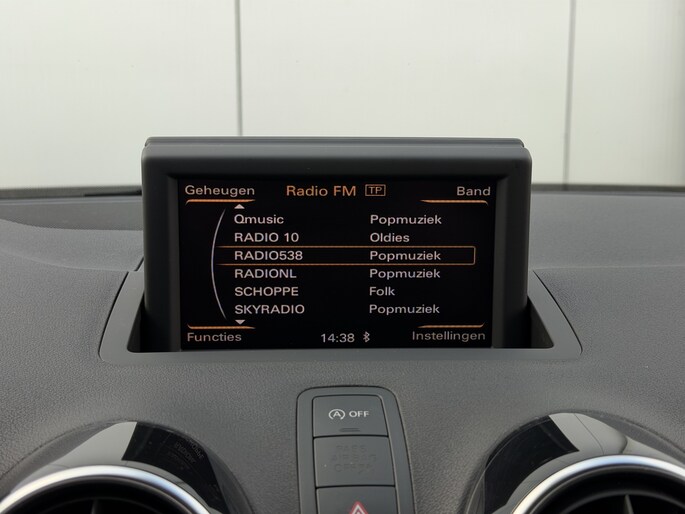 Geheugen Radio FM TP Band
Qmusic Popmuziek
RADIO 10 Oldies
RADIO538 Popmuziek
RADIONL Popmuziek
SCHOPPE Folk
SKYRADIO Popmuziek
Functies 14:38 Instellingen
A OFF